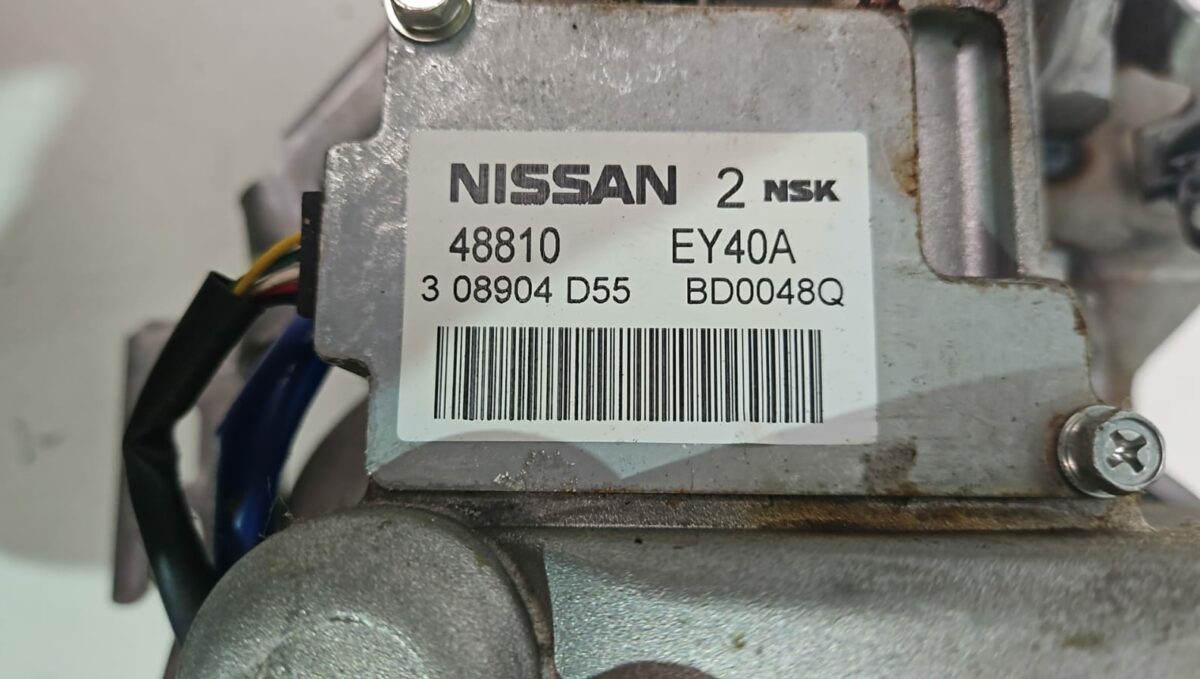 NISSAN 2 NSK
48810 EY40A
3 08904 D55 BD0048Q